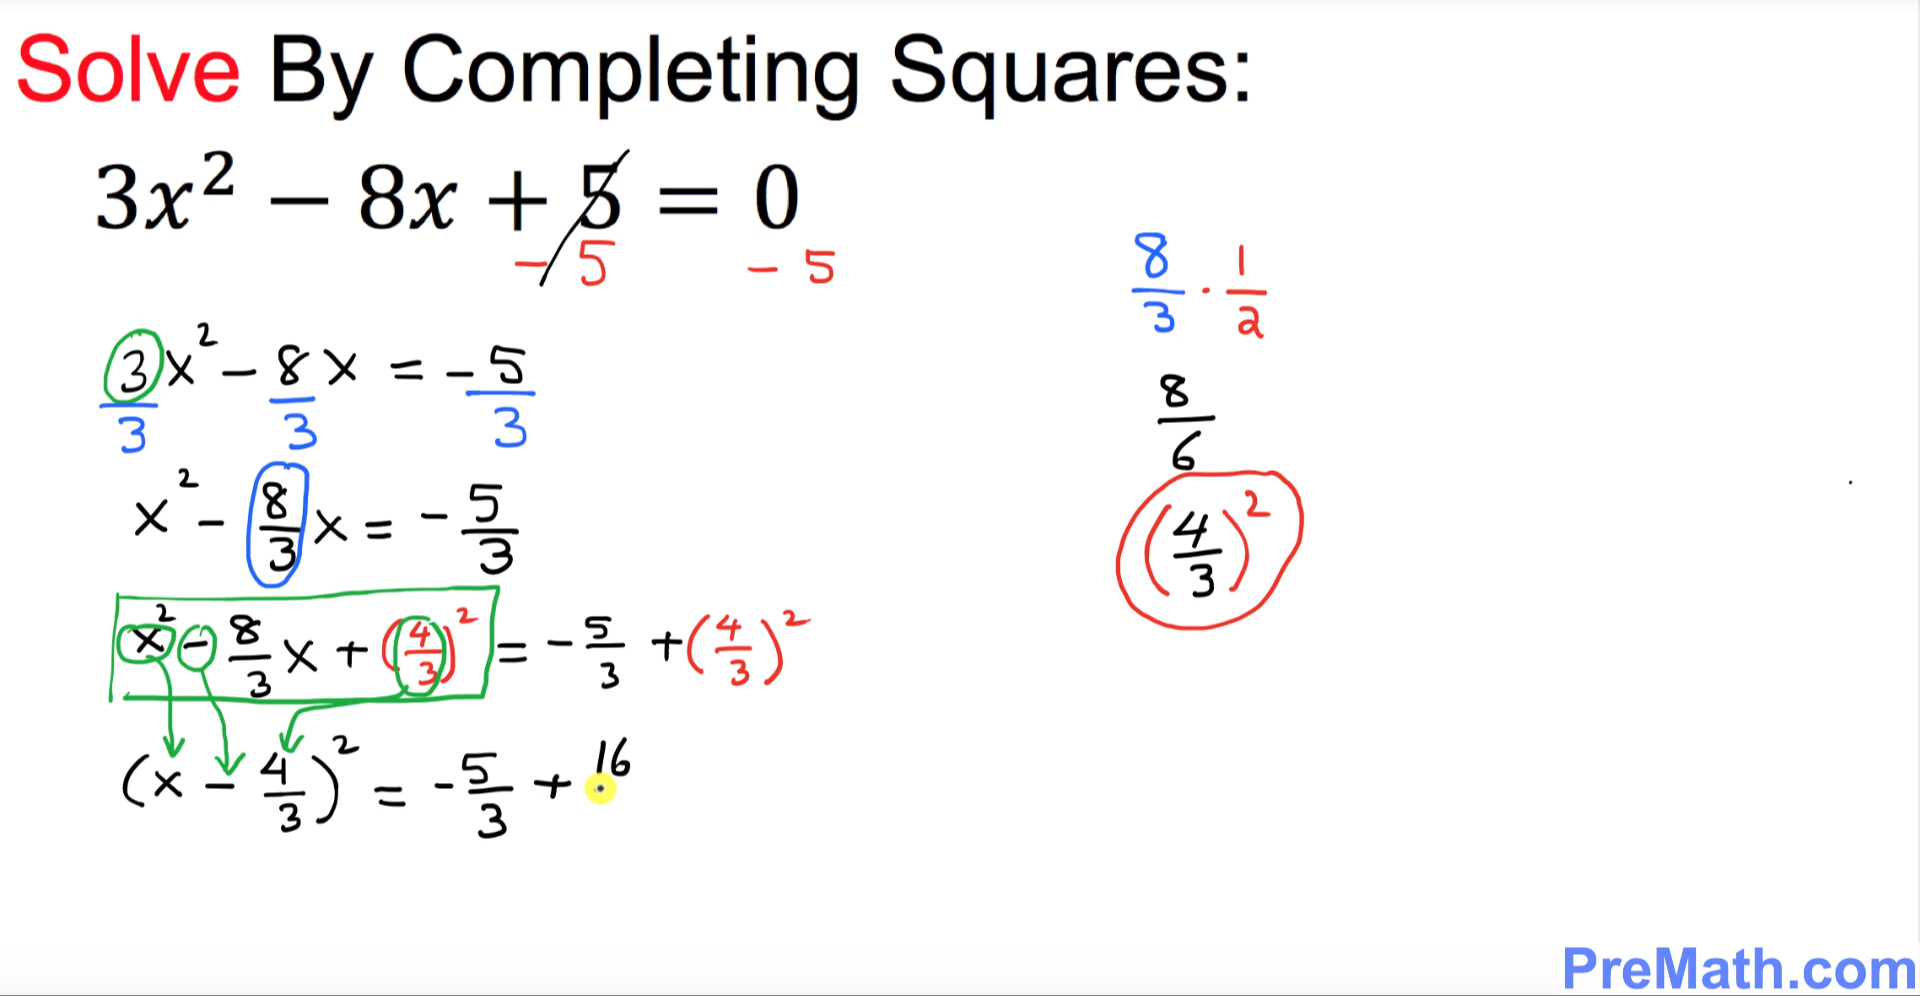 Solve By Completing Squares:
3x² − 8x + 5 = 0
− 5 − 5
3x² − 8x = − 5
3 3 3
x² − 8/3 x = − 5/3
x² − 8/3 x + (4/3)² = − 5/3 + (4/3)²
(x − 4/3)² = − 5/3 + 16
8/3 · 1/2
8/6
(4/3)²
PreMath.com